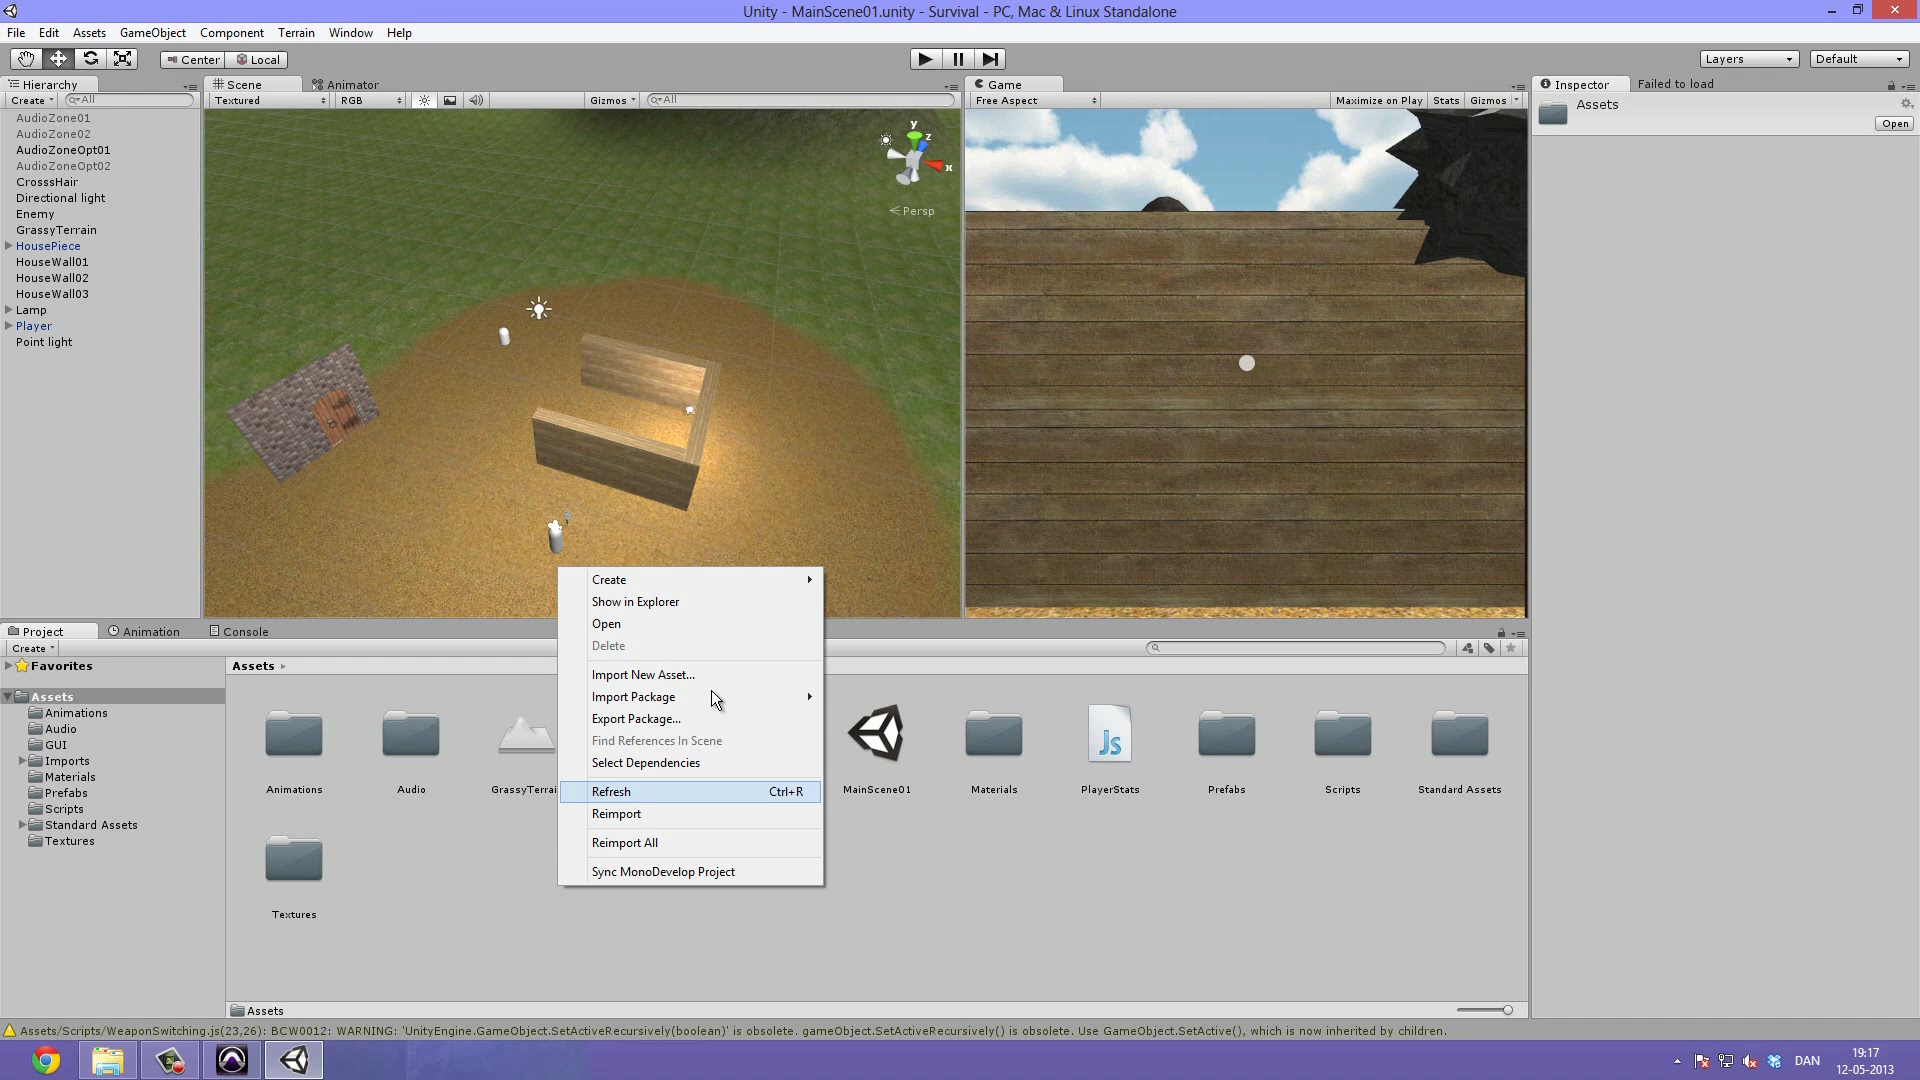 Unity - MainScene01.unity - Survival - PC, Mac & Linux Standalone
File Edit Assets GameObject Component Terrain Window Help
Center Local Layers Default
Hierarchy
Create All
AudioZone01
AudioZone02
AudioZoneOpt01
AudioZoneOpt02
CrosssHair
Directional light
Enemy
GrassyTerrain
HousePiece
HouseWall01
HouseWall02
HouseWall03
Lamp
Player
Point light
Scene Animator
Textured RGB Gizmos All
y
z
x
Persp
Game
Free Aspect Maximize on Play Stats Gizmos
Inspector Failed to load
Assets
Open
Create
Show in Explorer
Open
Delete
Import New Asset...
Import Package
Export Package...
Find References In Scene
Select Dependencies
Refresh Ctrl+R
Reimport
Reimport All
Sync MonoDevelop Project
Project Animation Console
Create
Favorites
Assets
Animations
Audio
GUI
Imports
Materials
Prefabs
Scripts
Standard Assets
Textures
Assets
Js
Animations Audio GrassyTerrai MainScene01 Materials PlayerStats Prefabs Scripts Standard Assets
Textures
Assets
Assets/Scripts/WeaponSwitching.js(23,26): BCW0012: WARNING: 'UnityEngine.GameObject.SetActiveRecursively(boolean)' is obsolete. gameObject.SetActiveRecursively() is obsolete. Use GameObject.SetActive(), which is now inherited by children.
DAN
19:17
12-05-2013